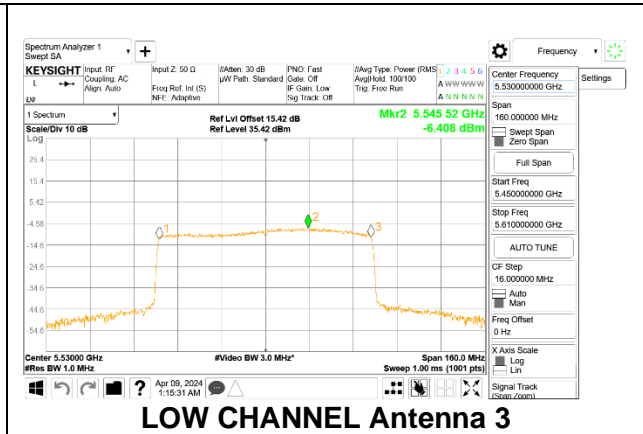 Spectrum Analyzer 1
Swept SA
+
Frequency
KEYSIGHT
L
Input: RF
Coupling: AC
Align: Auto
Input Z: 50 Ω
Freq Ref: Int (S)
NFE: Adaptive
#Atten: 30 dB
µW Path: Standard
PNO: Fast
Gate: Off
IF Gain: Low
Sig Track: Off
#Avg Type: Power (RMS
Avg|Hold: 100/100
Trig: Free Run
1 2 3 4 5 6
A W W W W W
A N N N N N
Center Frequency
5.530000000 GHz
Settings
Span
160.000000 MHz
Swept Span
Zero Span
Full Span
Start Freq
5.450000000 GHz
Stop Freq
5.610000000 GHz
AUTO TUNE
CF Step
16.000000 MHz
Auto
Man
Freq Offset
0 Hz
X Axis Scale
Log
Lin
Signal Track
(Span Zoom)
1 Spectrum
Scale/Div 10 dB
Log
Ref Lvl Offset 15.42 dB
Ref Level 35.42 dBm
Mkr2 5.545 52 GHz
-6.408 dBm
25.4
15.4
5.42
-4.58
-14.6
-24.6
-34.6
-44.6
-54.6
1
2
3
Center 5.53000 GHz
#Res BW 1.0 MHz
#Video BW 3.0 MHz*
Span 160.0 MHz
Sweep 1.00 ms (1001 pts)
?
Apr 09, 2024
1:15:31 AM
LOW CHANNEL Antenna 3